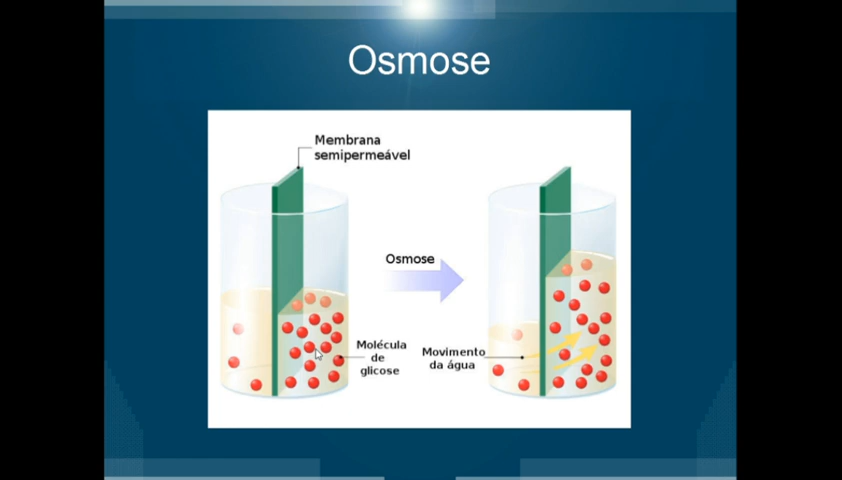 Osmose
Membrana
semipermeável
Osmose
Molécula
de
glicose
Movimento
da água